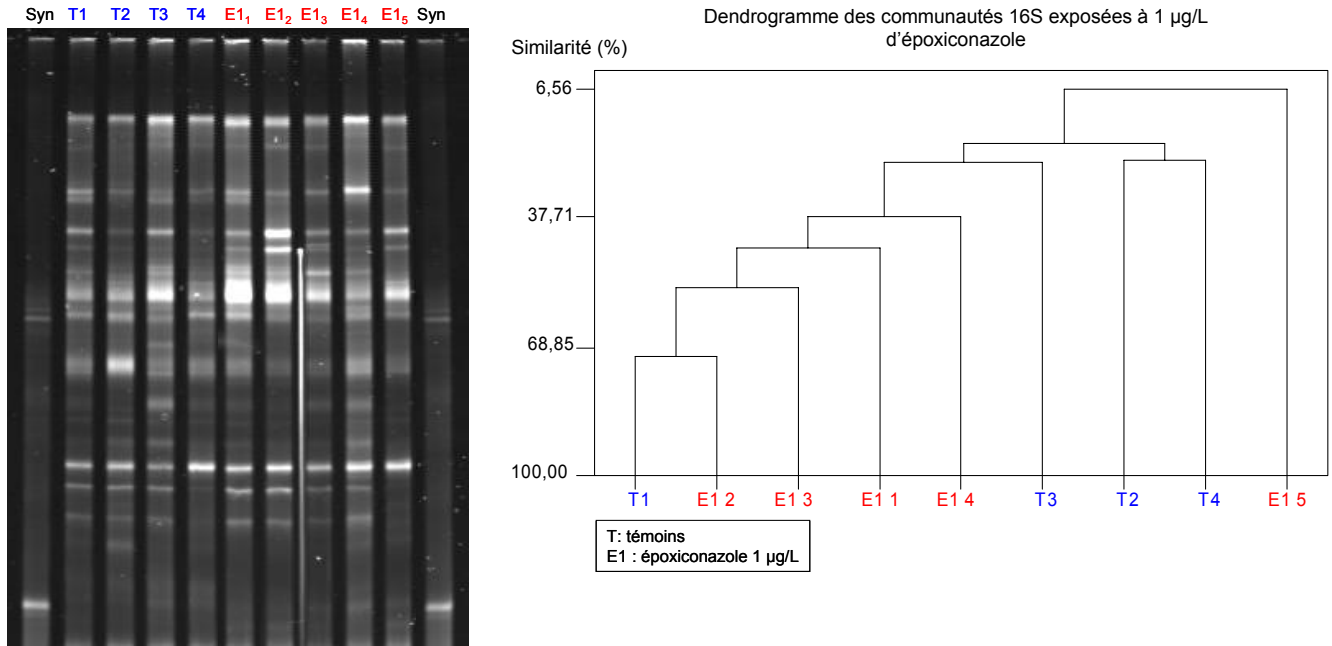 Syn T1 T2 T3 T4 E1₁ E1₂ E1₃ E1₄ E1₅ Syn
Dendrogramme des communautés 16S exposées à 1 µg/L
d'époxiconazole
Similarité (%)
6,56
37,71
68,85
100,00
T1 E1 2 E1 3 E1 1 E1 4 T3 T2 T4 E1 5
T: témoins
E1 : époxiconazole 1 µg/L